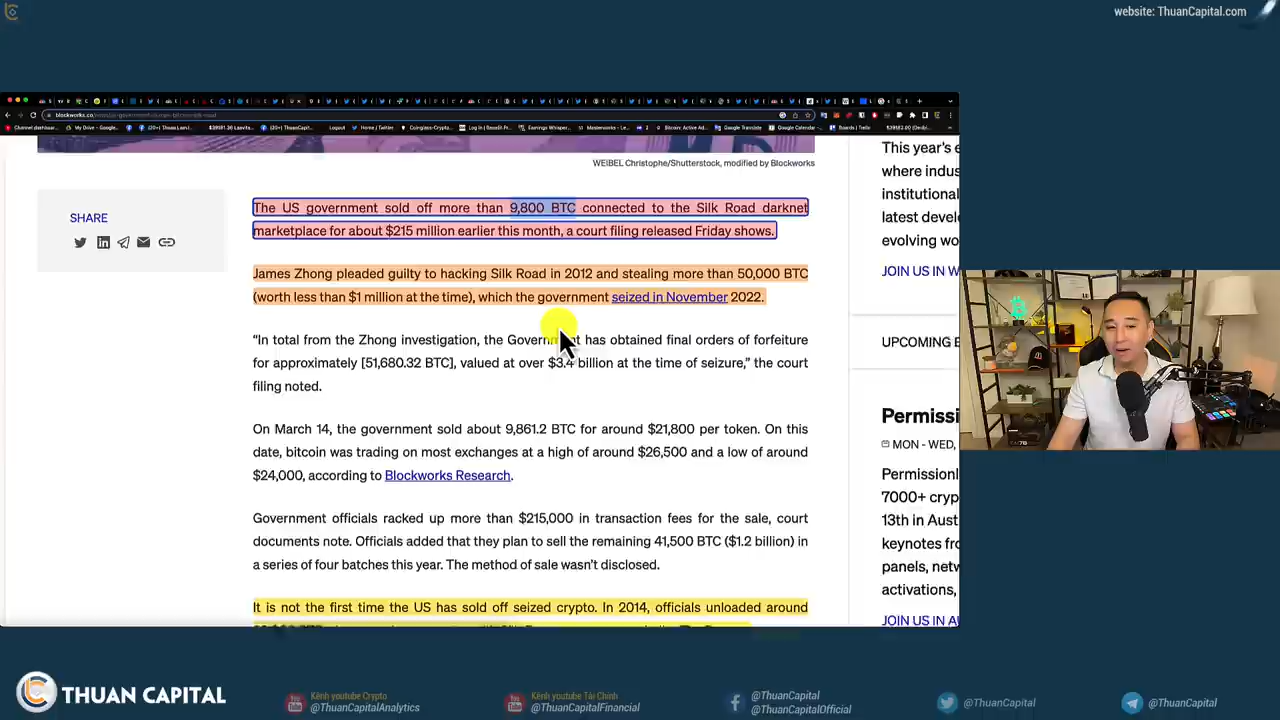 website: ThuanCapital.com
WEIBEL Christophe/Shutterstock, modified by Blockworks
SHARE
The US government sold off more than 9,800 BTC connected to the Silk Road darknet
marketplace for about $215 million earlier this month, a court filing released Friday shows.
James Zhong pleaded guilty to hacking Silk Road in 2012 and stealing more than 50,000 BTC
(worth less than $1 million at the time), which the government seized in November 2022.
“In total from the Zhong investigation, the Government has obtained final orders of forfeiture
for approximately [51,680.32 BTC], valued at over $3.4 billion at the time of seizure,” the court
filing noted.
On March 14, the government sold about 9,861.2 BTC for around $21,800 per token. On this
date, bitcoin was trading on most exchanges at a high of around $26,500 and a low of around
$24,000, according to Blockworks Research.
Government officials racked up more than $215,000 in transaction fees for the sale, court
documents note. Officials added that they plan to sell the remaining 41,500 BTC ($1.2 billion) in
a series of four batches this year. The method of sale wasn’t disclosed.
It is not the first time the US has sold off seized crypto. In 2014, officials unloaded around
This year’s e
where indus
institutional
latest devel
evolving wo
JOIN US IN W
UPCOMING E
Permissi
MON - WED,
Permissionl
7000+ cryp
13th in Aust
keynotes fro
panels, netw
activations,
JOIN US IN AU
THUAN CAPITAL
Kênh youtube Crypto
@ThuanCapitalAnalytics
Kênh youtube Tài Chính
@ThuanCapitalFinancial
@ThuanCapital
@ThuanCapitalOfficial
@ThuanCapital
@ThuanCapital